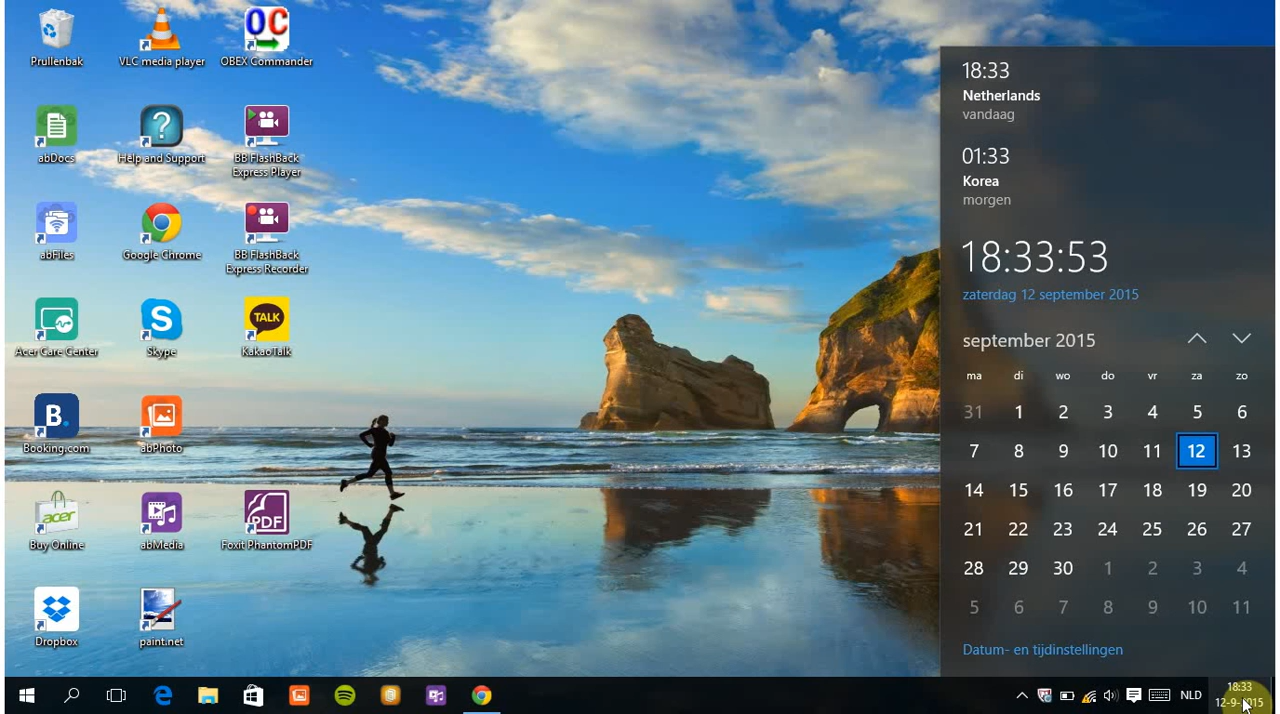 Prullenbak
VLC media player
OBEX Commander
OC
abDocs
Help and Support
BB FlashBack
Express Player
abFiles
Google Chrome
BB FlashBack
Express Recorder
Acer Care Center
Skype
TALK
KakaoTalk
B.
Booking.com
abPhoto
acer
Buy Online
abMedia
PDF
Foxit PhantomPDF
Dropbox
paint.net
18:33
Netherlands
vandaag
01:33
Korea
morgen
18:33:53
zaterdag 12 september 2015
september 2015
ma di wo do vr za zo
31 1 2 3 4 5 6
7 8 9 10 11 12 13
14 15 16 17 18 19 20
21 22 23 24 25 26 27
28 29 30 1 2 3 4
5 6 7 8 9 10 11
Datum- en tijdinstellingen
NLD
18:33
12-9-2015